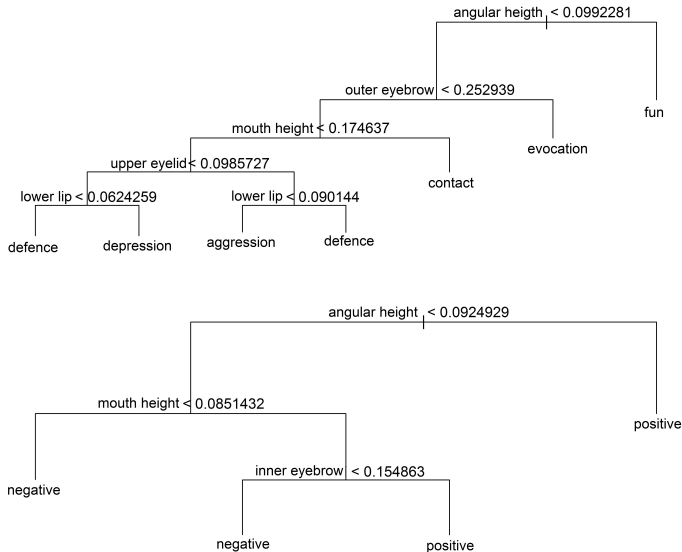 angular heigth < 0.0992281
outer eyebrow < 0.252939
fun
mouth height < 0.174637
evocation
upper eyelid < 0.0985727
contact
lower lip < 0.0624259 lower lip < 0.090144
defence depression aggression defence
angular height < 0.0924929
mouth height < 0.0851432
positive
inner eyebrow < 0.154863
negative
negative positive